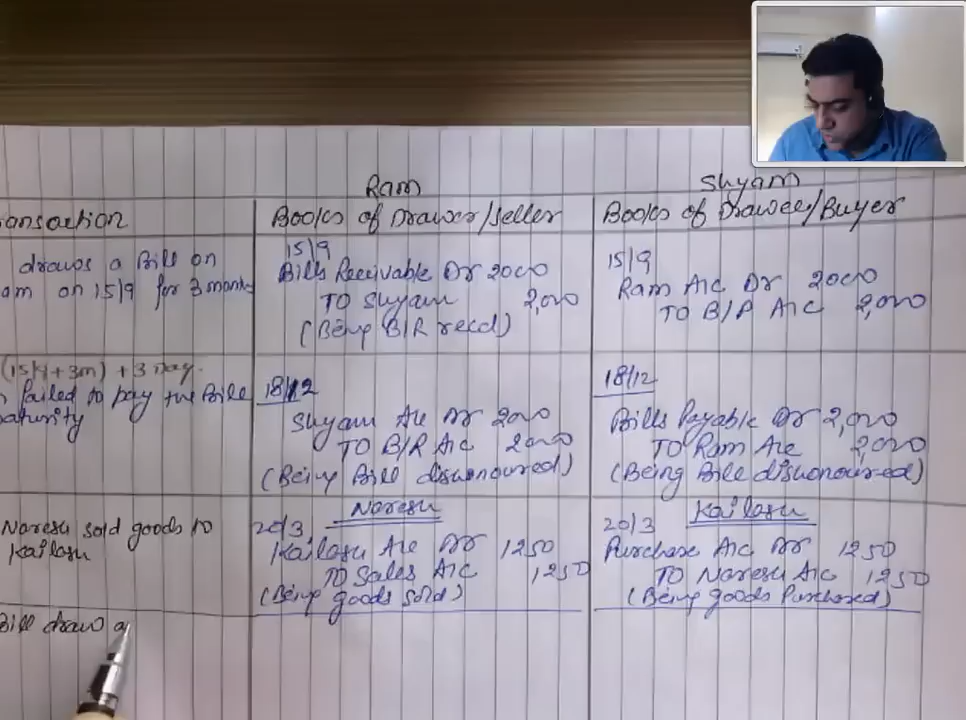 Ram
Shyam
ansaction
Books of Drawer/Seller
Books of Drawee/Buyer
draws a Bill on
am on 15/9 for 3 months
15/9
Bills Receivable Dr 2000
TO Shyam 2,000
(Being B/R recd)
15/9
Ram A/c Dr 2000
TO B/P A/C 2,000
(15/9+3m) + 3 Day.
failed to pay the Bill
aturity
18/12
Shyam A/c Dr 2000
TO B/R A/c 2000
(Being Bill dishonoured)
18/12
Bills Payable Dr 2,000
TO Ram A/c 2,000
(Being Bill dishonoured)
Naresh sold goods to
Kailash
Naresh
20/3
Kailash A/c Dr 1250
TO Sales A/c 1250
(Being goods sold)
Kailash
20/3
Purchase A/c Dr 1250
TO Naresh A/c 1250
(Being goods Purchased)
Bill draw a